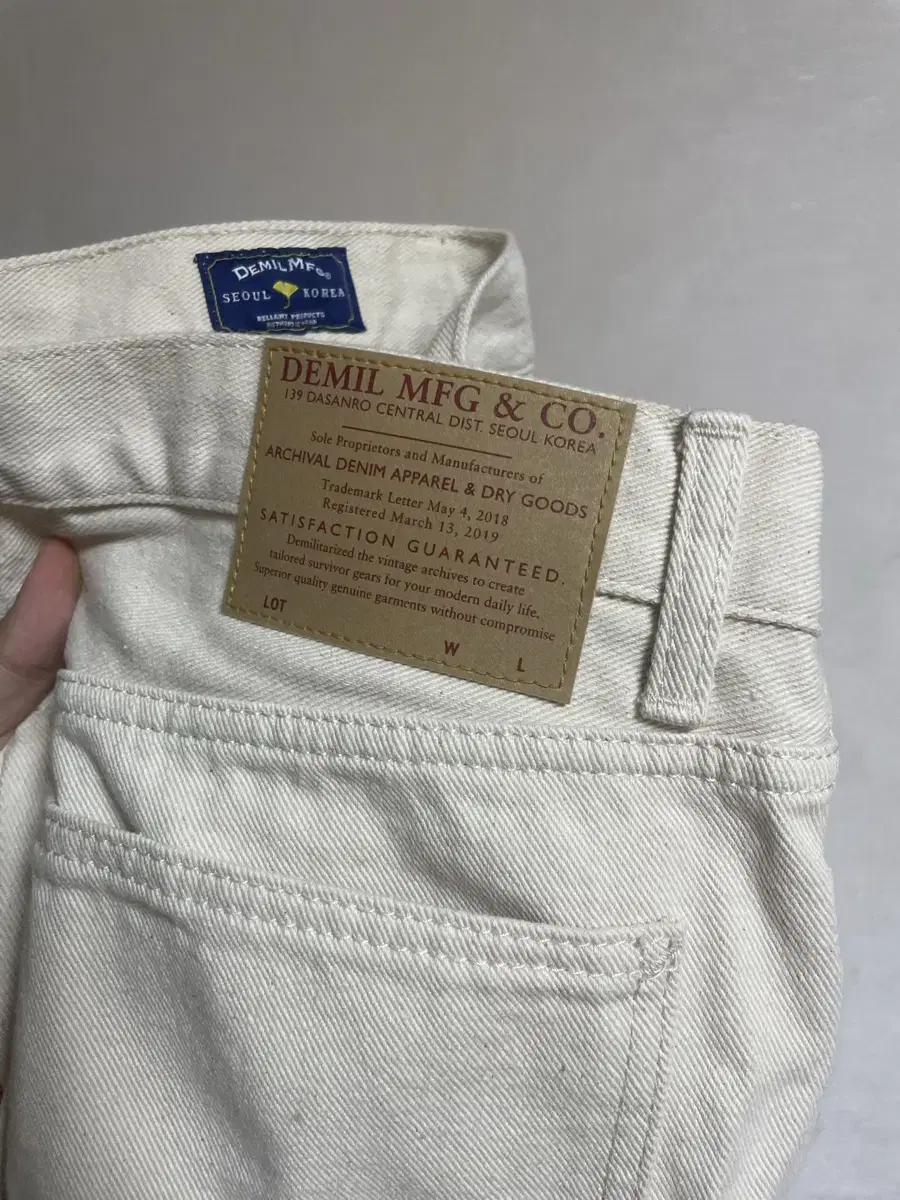 DEMIL MFG®
SEOUL KOREA
RELIABLE PRODUCTS
DEMIL MFG & CO.
139 DASANRO CENTRAL DIST. SEOUL KOREA
Sole Proprietors and Manufacturers of
ARCHIVAL DENIM APPAREL & DRY GOODS
Trademark Letter May 4, 2018
Registered March 13, 2019
SATISFACTION GUARANTEED.
Demilitarized the vintage archives to create
tailored survivor gears for your modern daily life.
Superior quality genuine garments without compromise
LOT W L